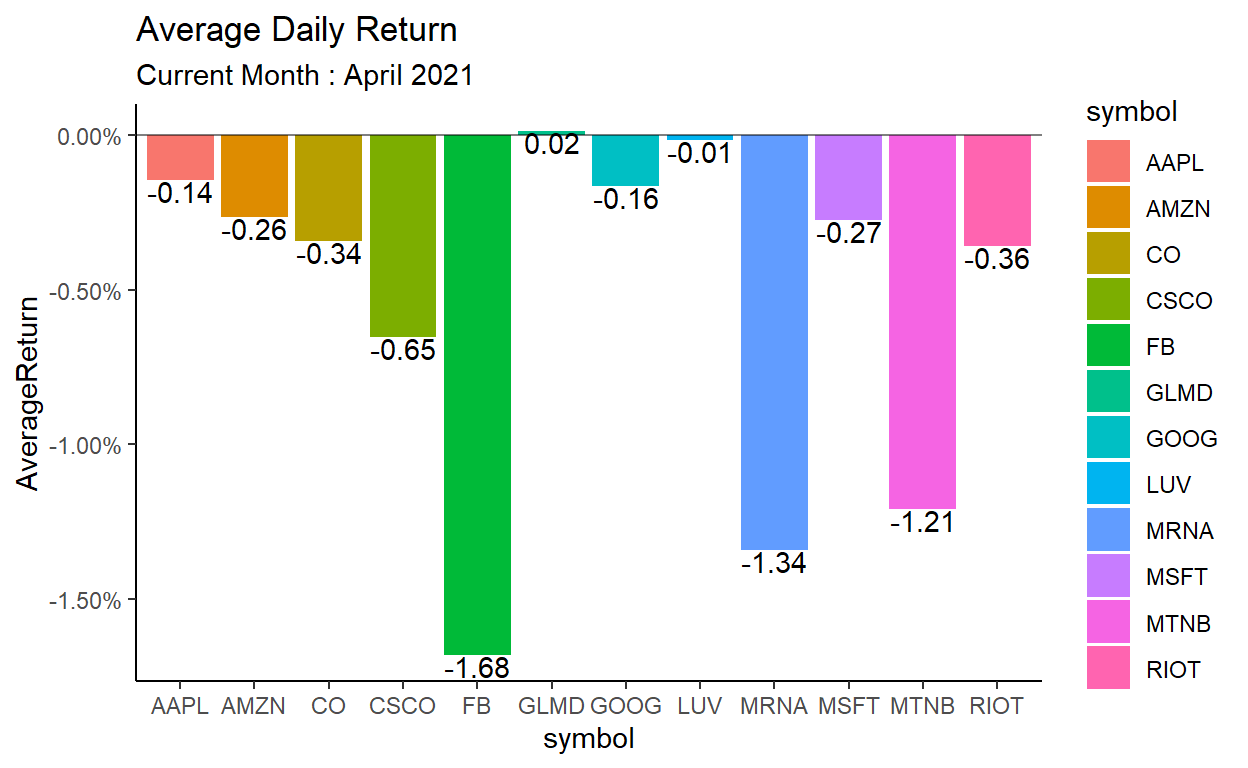 Average Daily Return
Current Month : April 2021
AverageReturn
0.00%
-0.50%
-1.00%
-1.50%
-0.14
-0.26
-0.34
-0.65
-1.68
0.02
-0.16
-0.01
-1.34
-0.27
-1.21
-0.36
AAPL AMZN CO CSCO FB GLMD GOOG LUV MRNA MSFT MTNB RIOT
symbol
symbol
AAPL
AMZN
CO
CSCO
FB
GLMD
GOOG
LUV
MRNA
MSFT
MTNB
RIOT